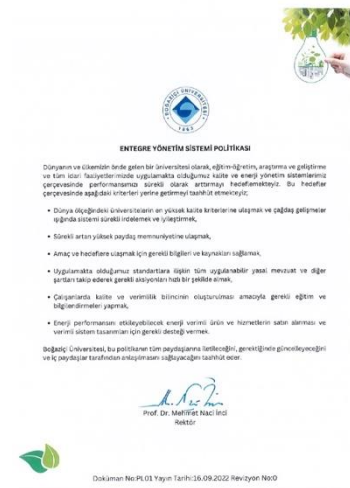 BOĞAZİÇİ ÜNİVERSİTESİ
1863
ENTEGRE YÖNETİM SİSTEMİ POLİTİKASI
Dünyanın ve ülkemizin önde gelen bir üniversitesi olarak, eğitim-öğretim, araştırma ve geliştirme
ve tüm idari faaliyetlerimizde uygulamakta olduğumuz kalite ve enerji yönetim sistemlerimiz
çerçevesinde performansımızı sürekli olarak arttırmayı hedeflemekteyiz. Bu hedefler
çerçevesinde aşağıdaki kriterleri yerine getirmeyi taahhüt etmekteyiz;
• Dünya ölçeğindeki üniversitelerin en yüksek kalite kriterlerine ulaşmak ve çağdaş gelişmeler
ışığında sistemi sürekli irdelemek ve iyileştirmek,
• Sürekli artan yüksek paydaş memnuniyetine ulaşmak,
• Amaç ve hedeflere ulaşmak için gerekli bilgileri ve kaynakları sağlamak,
• Uygulamakta olduğumuz standartlara ilişkin tüm uygulanabilir yasal mevzuat ve diğer
şartları takip ederek gerekli aksiyonları hızlı bir şekilde almak,
• Çalışanlarda kalite ve verimlilik bilincinin oluşturulması amacıyla gerekli eğitim ve
bilgilendirmeleri yapmak,
• Enerji performansını etkileyebilecek enerji verimli ürün ve hizmetlerin satın alınması ve
verimli sistem tasarımları için gerekli desteği vermek.
Boğaziçi Üniversitesi, bu politikanın tüm paydaşlarına iletileceğini, gerektiğinde güncelleyeceğini
ve iç paydaşlar tarafından anlaşılmasını sağlayacağını taahhüt eder.
Prof. Dr. Mehmet Naci İnci
Rektör
Doküman No:PL01 Yayın Tarihi:16.09.2022 Revizyon No:0